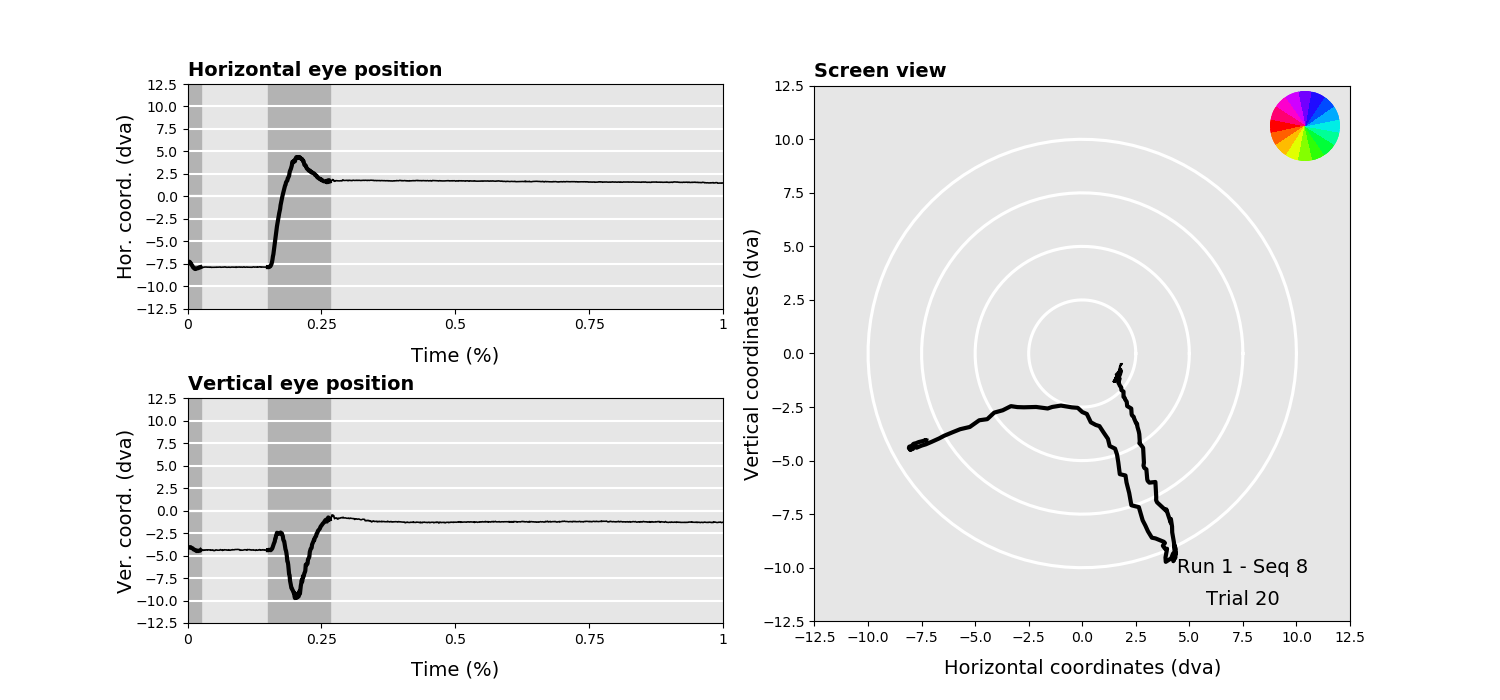 Horizontal eye position
12.5
10.0
7.5
5.0
2.5
0.0
−2.5
−5.0
−7.5
−10.0
−12.5
Hor. coord. (dva)
0 0.25 0.5 0.75 1
Time (%)
Vertical eye position
12.5
10.0
7.5
5.0
2.5
0.0
−2.5
−5.0
−7.5
−10.0
−12.5
Ver. coord. (dva)
0 0.25 0.5 0.75 1
Time (%)
Screen view
12.5
10.0
7.5
5.0
2.5
0.0
−2.5
−5.0
−7.5
−10.0
−12.5
Vertical coordinates (dva)
Run 1 - Seq 8
Trial 20
−12.5 −10.0 −7.5 −5.0 −2.5 0.0 2.5 5.0 7.5 10.0 12.5
Horizontal coordinates (dva)